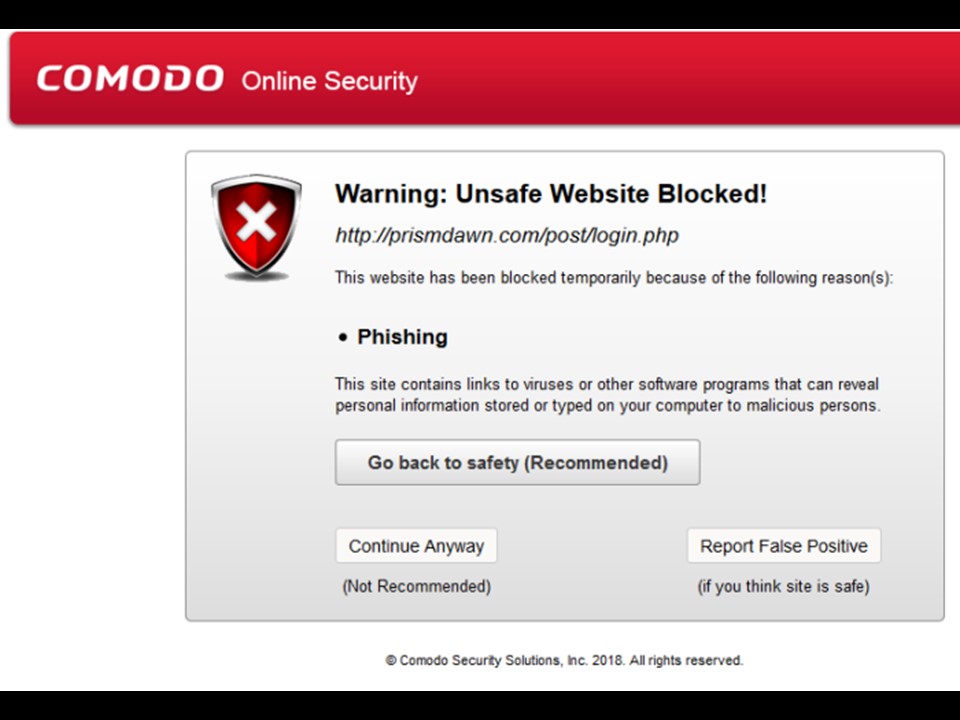 COMODO Online Security
Warning: Unsafe Website Blocked!
http://prismdawn.com/post/login.php
This website has been blocked temporarily because of the following reason(s):
• Phishing
This site contains links to viruses or other software programs that can reveal
personal information stored or typed on your computer to malicious persons.
Go back to safety (Recommended)
Continue Anyway Report False Positive
(Not Recommended) (if you think site is safe)
© Comodo Security Solutions, Inc. 2018. All rights reserved.